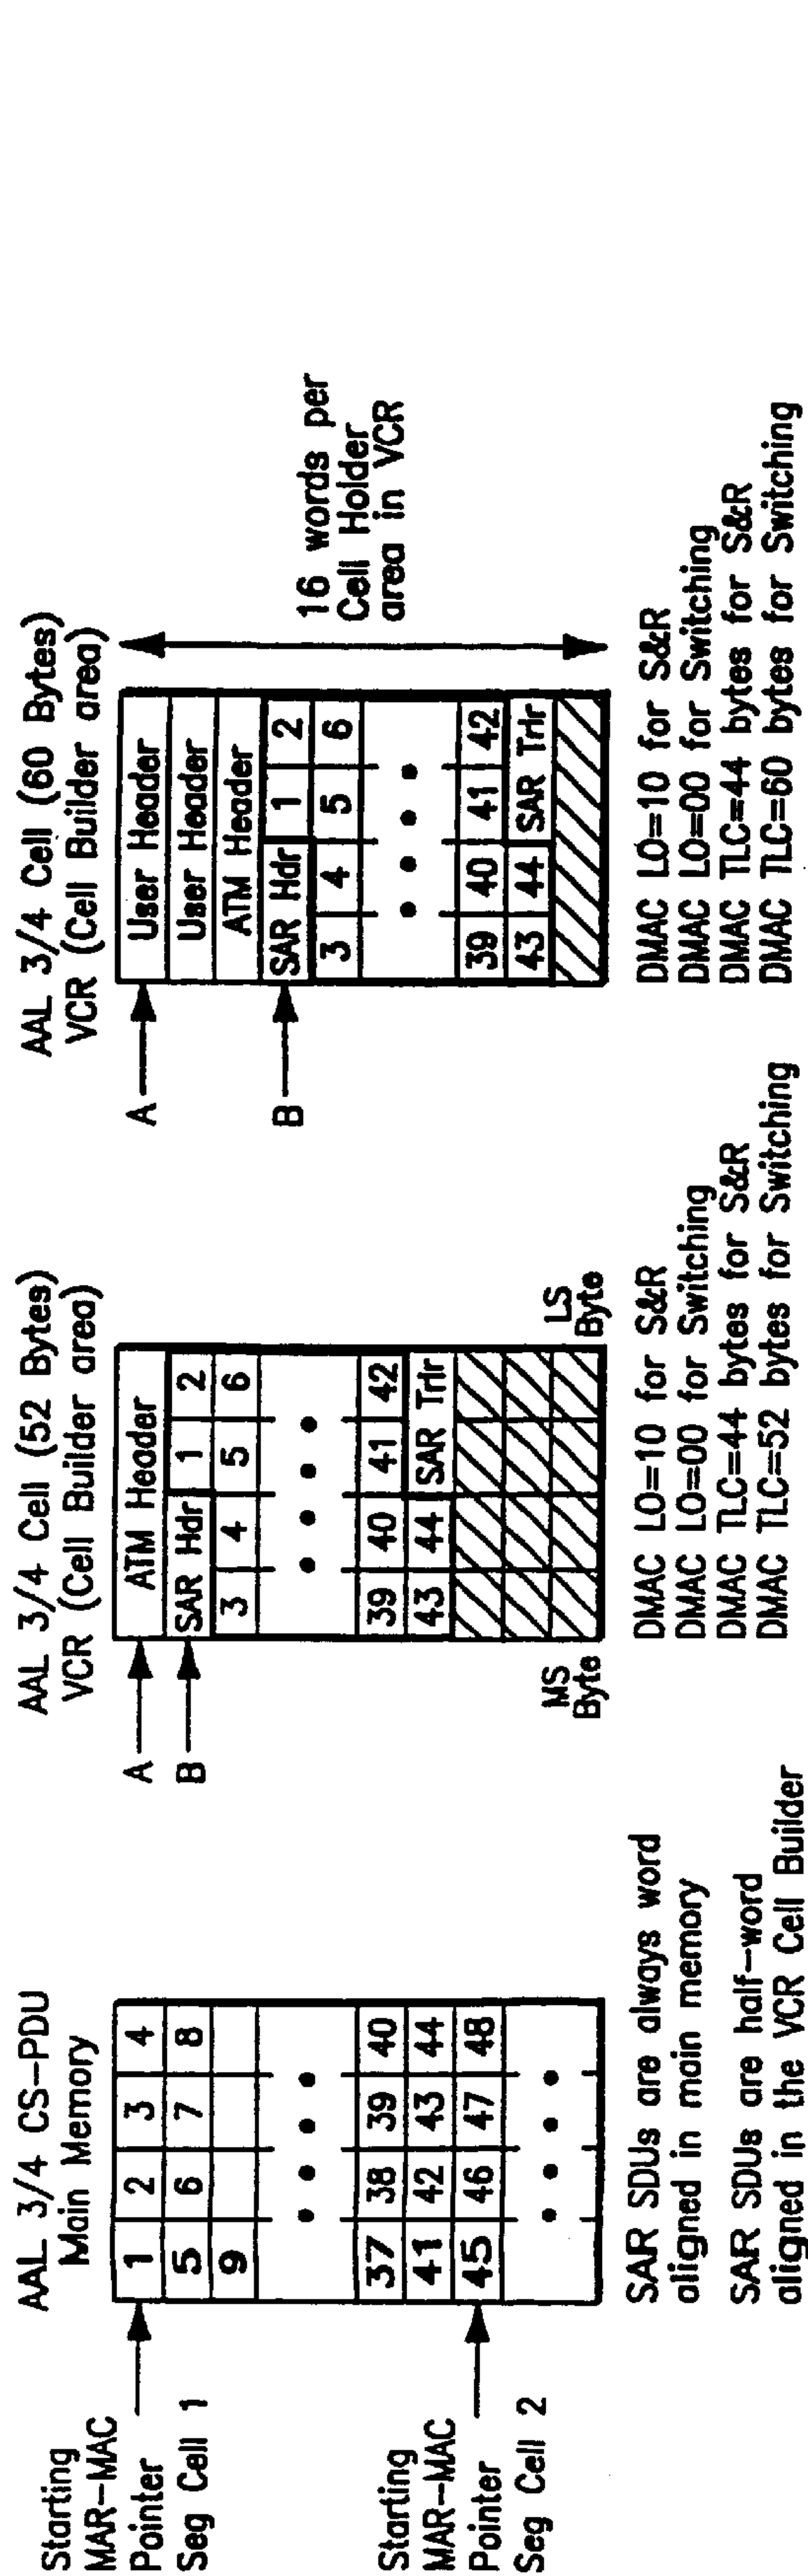 AAL 3/4 CS-PDU
Main Memory
Starting
MAR-MAC
Pointer
Seg Cell 1
1 2 3 4
5 6 7 8
9
37 38 39 40
41 42 43 44
45 46 47 48
Starting
MAR-MAC
Pointer
Seg Cell 2
SAR SDUs are always word
aligned in main memory
SAR SDUs are half-word
aligned in the VCR Cell Builder
AAL 3/4 Cell (52 Bytes)
VCR (Cell Builder area)
A
B
ATM Header
SAR Hdr 1 2
3 4 5 6
39 40 41 42
43 44 SAR Trlr
MS
Byte
LS
Byte
DMAC LO=10 for S&R
DMAC LO=00 for Switching
DMAC TLC=44 bytes for S&R
DMAC TLC=52 bytes for Switching
AAL 3/4 Cell (60 Bytes)
VCR (Cell Builder area)
A
B
User Header
User Header
ATM Header
SAR Hdr 1 2
3 4 5 6
39 40 41 42
43 44 SAR Trlr
16 words per
Cell Holder
area in VCR
DMAC LO=10 for S&R
DMAC LO=00 for Switching
DMAC TLC=44 bytes for S&R
DMAC TLC=60 bytes for Switching